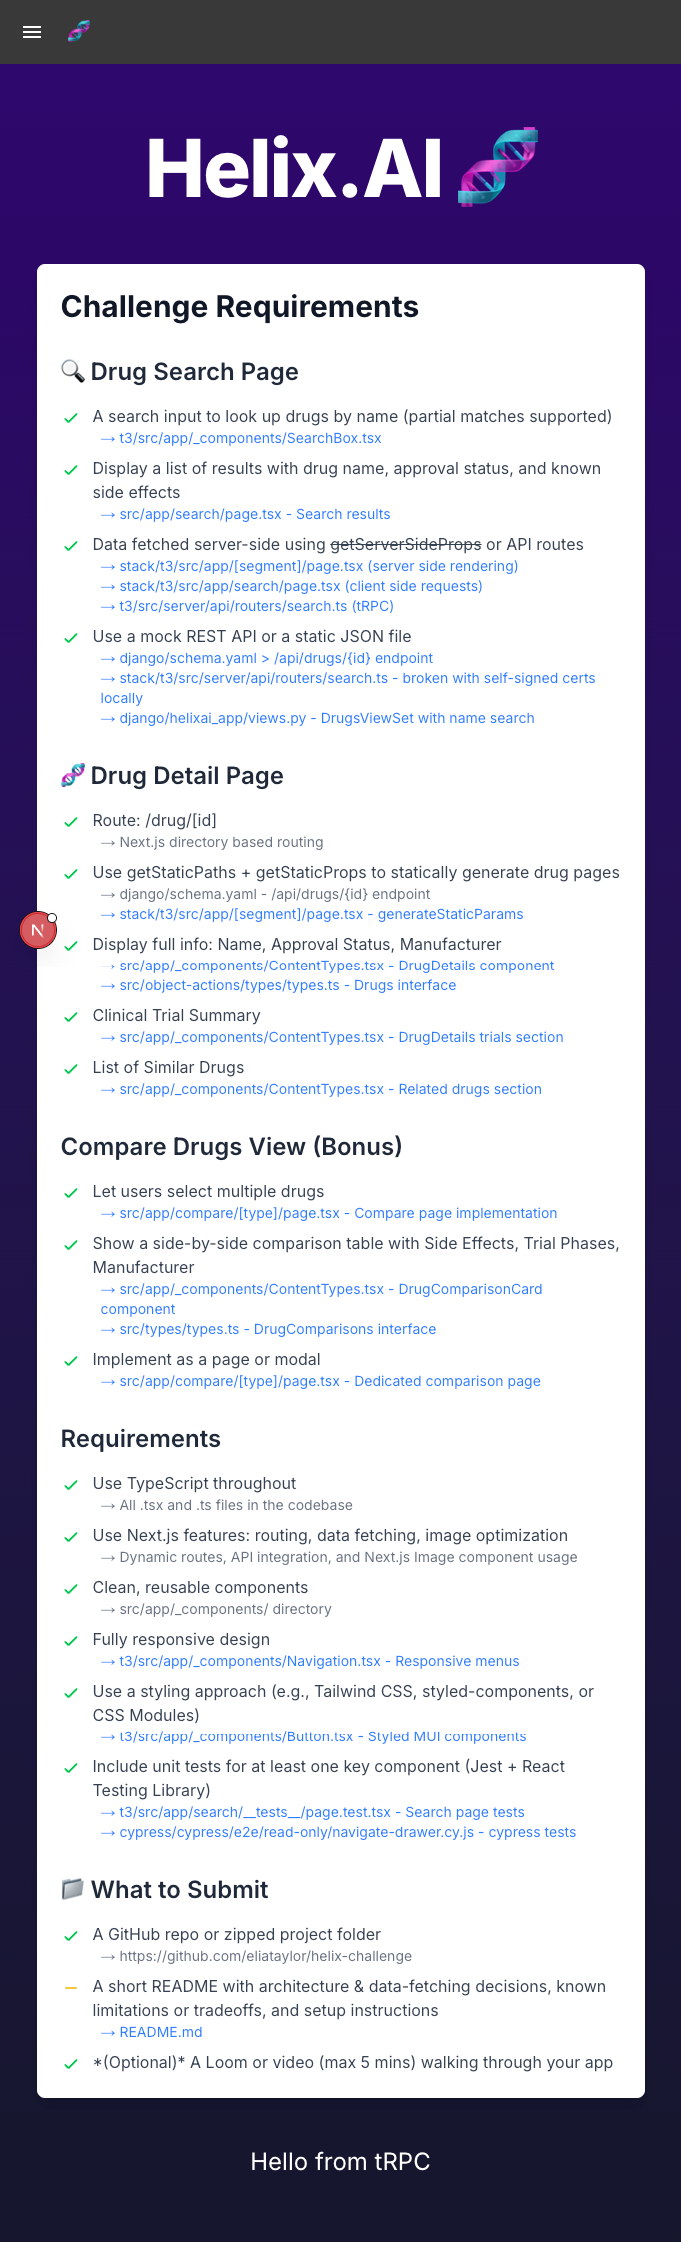 Helix.AI
Challenge Requirements
Drug Search Page
A search input to look up drugs by name (partial matches supported)
→ t3/src/app/_components/SearchBox.tsx
Display a list of results with drug name, approval status, and known
side effects
→ src/app/search/page.tsx - Search results
Data fetched server-side using getServerSideProps or API routes
→ stack/t3/src/app/[segment]/page.tsx (server side rendering)
→ stack/t3/src/app/search/page.tsx (client side requests)
→ t3/src/server/api/routers/search.ts (tRPC)
Use a mock REST API or a static JSON file
→ django/schema.yaml > /api/drugs/{id} endpoint
→ stack/t3/src/server/api/routers/search.ts - broken with self-signed certs
locally
→ django/helixai_app/views.py - DrugsViewSet with name search
Drug Detail Page
Route: /drug/[id]
→ Next.js directory based routing
Use getStaticPaths + getStaticProps to statically generate drug pages
→ django/schema.yaml - /api/drugs/{id} endpoint
→ stack/t3/src/app/[segment]/page.tsx - generateStaticParams
N
Display full info: Name, Approval Status, Manufacturer
→ src/app/_components/ContentTypes.tsx - DrugDetails component
→ src/object-actions/types/types.ts - Drugs interface
Clinical Trial Summary
→ src/app/_components/ContentTypes.tsx - DrugDetails trials section
List of Similar Drugs
→ src/app/_components/ContentTypes.tsx - Related drugs section
Compare Drugs View (Bonus)
Let users select multiple drugs
→ src/app/compare/[type]/page.tsx - Compare page implementation
Show a side-by-side comparison table with Side Effects, Trial Phases,
Manufacturer
→ src/app/_components/ContentTypes.tsx - DrugComparisonCard
component
→ src/types/types.ts - DrugComparisons interface
Implement as a page or modal
→ src/app/compare/[type]/page.tsx - Dedicated comparison page
Requirements
Use TypeScript throughout
→ All .tsx and .ts files in the codebase
Use Next.js features: routing, data fetching, image optimization
→ Dynamic routes, API integration, and Next.js Image component usage
Clean, reusable components
→ src/app/_components/ directory
Fully responsive design
→ t3/src/app/_components/Navigation.tsx - Responsive menus
Use a styling approach (e.g., Tailwind CSS, styled-components, or
CSS Modules)
→ t3/src/app/_components/Button.tsx - Styled MUI components
Include unit tests for at least one key component (Jest + React
Testing Library)
→ t3/src/app/search/__tests__/page.test.tsx - Search page tests
→ cypress/cypress/e2e/read-only/navigate-drawer.cy.js - cypress tests
What to Submit
A GitHub repo or zipped project folder
→ https://github.com/eliataylor/helix-challenge
A short README with architecture & data-fetching decisions, known
limitations or tradeoffs, and setup instructions
→ README.md
*(Optional)* A Loom or video (max 5 mins) walking through your app
Hello from tRPC